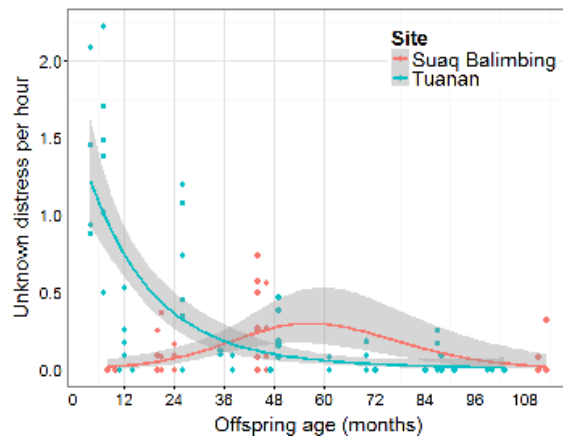 Site
Suaq Balimbing
Tuanan
2.0
1.5
1.0
0.5
0.0
Unknown distress per hour
0 12 24 36 48 60 72 84 96 108
Offspring age (months)